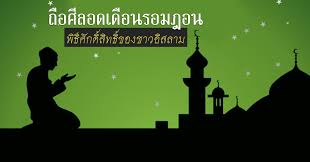 ถือศีลอดเดือนรอมฎอน
พิธีศักดิ์สิทธิ์ของชาวอิสลาม